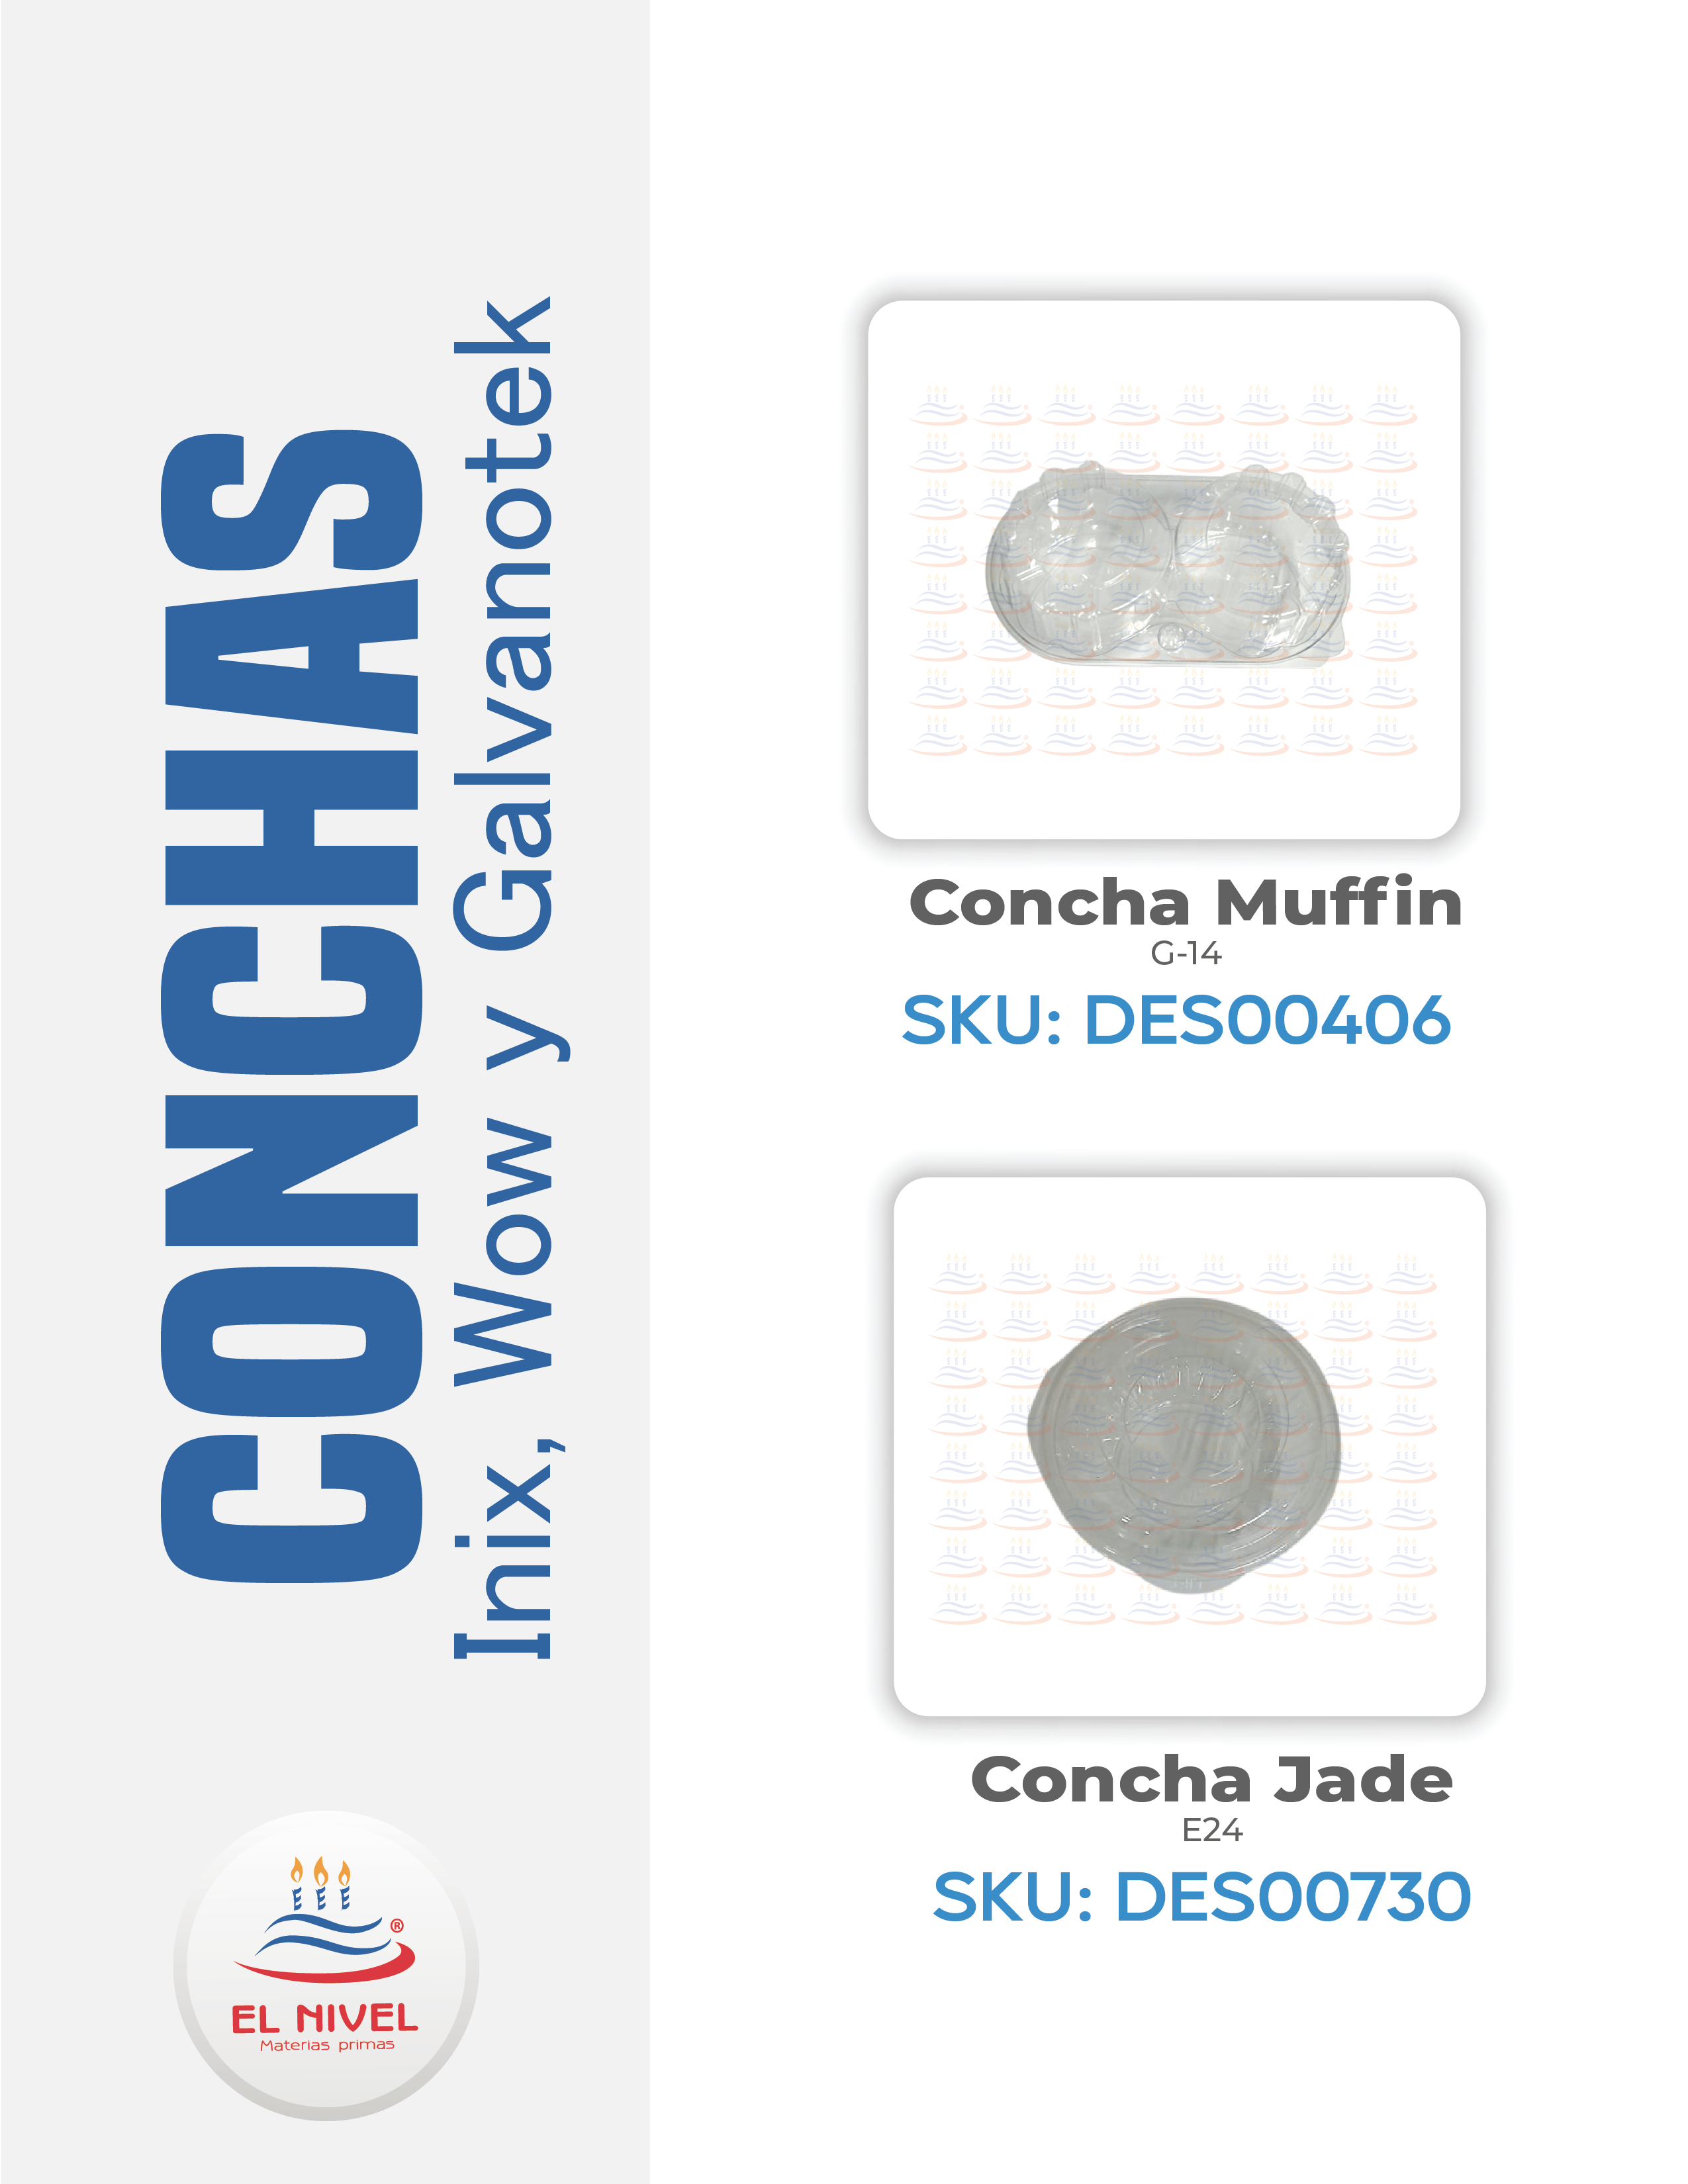 CONCHAS
Inix, Wow y Galvanotek
Concha Muffin
G-14
SKU: DES00406
Concha Jade
E24
SKU: DES00730
®
EL NIVEL
Materias primas